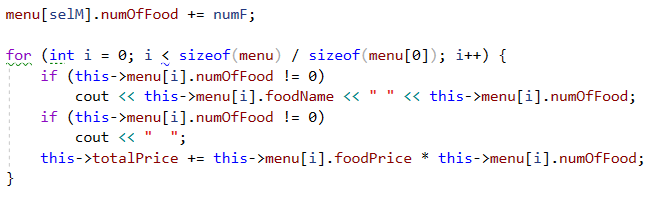 menu[selM].numOfFood += numF;
for (int i = 0; i < sizeof(menu) / sizeof(menu[0]); i++) {
if (this->menu[i].numOfFood != 0)
cout << this->menu[i].foodName << " " << this->menu[i].numOfFood;
if (this->menu[i].numOfFood != 0)
cout << "  ";
this->totalPrice += this->menu[i].foodPrice * this->menu[i].numOfFood;
}